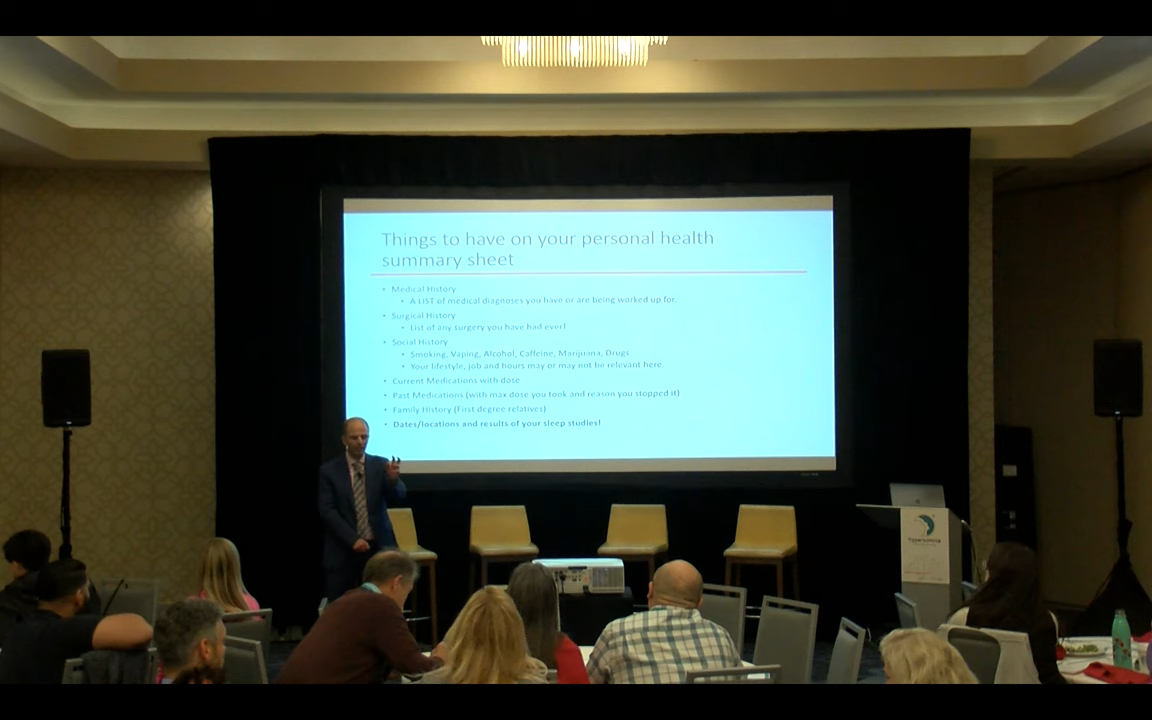 Things to have on your personal health
summary sheet
• Medical History
• A LIST of medical diagnoses you have or are being worked up for.
• Surgical History
• List of any surgery you have had ever!
• Social History
• Smoking, Vaping, Alcohol, Caffeine, Marijuana, Drugs
• Your lifestyle, job and hours may or may not be relevant here.
• Current Medications with dose
• Past Medications (with max dose you took and reason you stopped it)
• Family History (First degree relatives)
• Dates/locations and results of your sleep studies!
hypersomnia